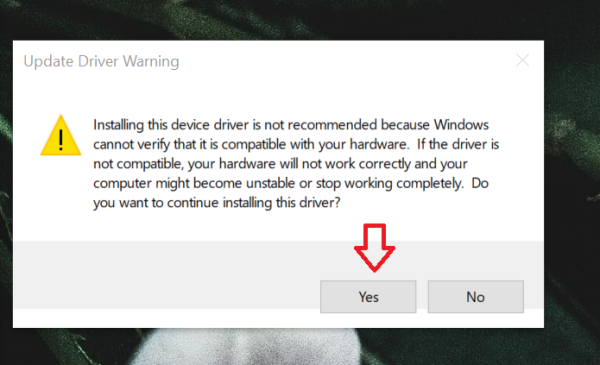 Update Driver Warning
Installing this device driver is not recommended because Windows
cannot verify that it is compatible with your hardware.  If the driver is
not compatible, your hardware will not work correctly and your
computer might become unstable or stop working completely.  Do
you want to continue installing this driver?
Yes No